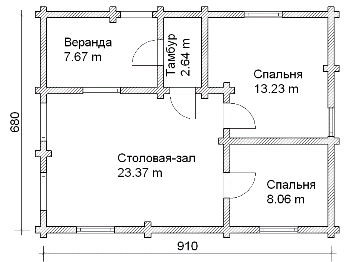 Веранда
7.67 m
Тамбур
2.64 m
Спальня
13.23 m
Столовая-зал
23.37 m
Спальня
8.06 m
680
910